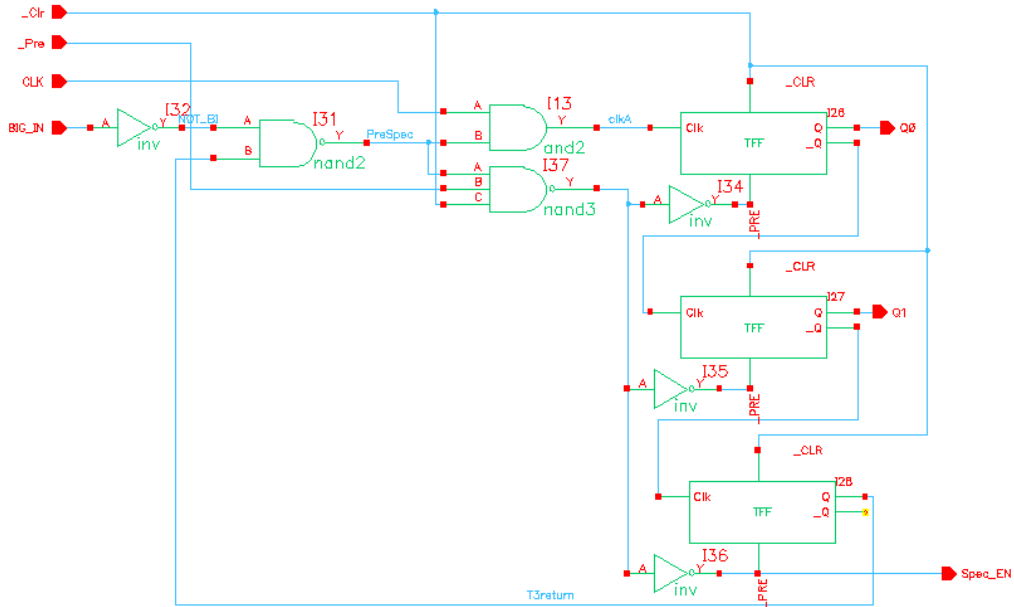 _Clr
_Pre
CLK
BIG_IN
A
I32
Y
NOT_BI
inv
A
B
I31
Y
nand2
PreSpec
A
B
I13
Y
and2
clkA
A
B
C
I37
Y
nand3
_CLR
I26
Clk
TFF
Q
_Q
Q0
A
I34
Y
inv
_PRE
_CLR
I27
Clk
TFF
Q
_Q
Q1
A
I35
Y
inv
_PRE
_CLR
I28
Clk
TFF
Q
_Q
A
I36
Y
inv
_PRE
Spec_EN
T3return